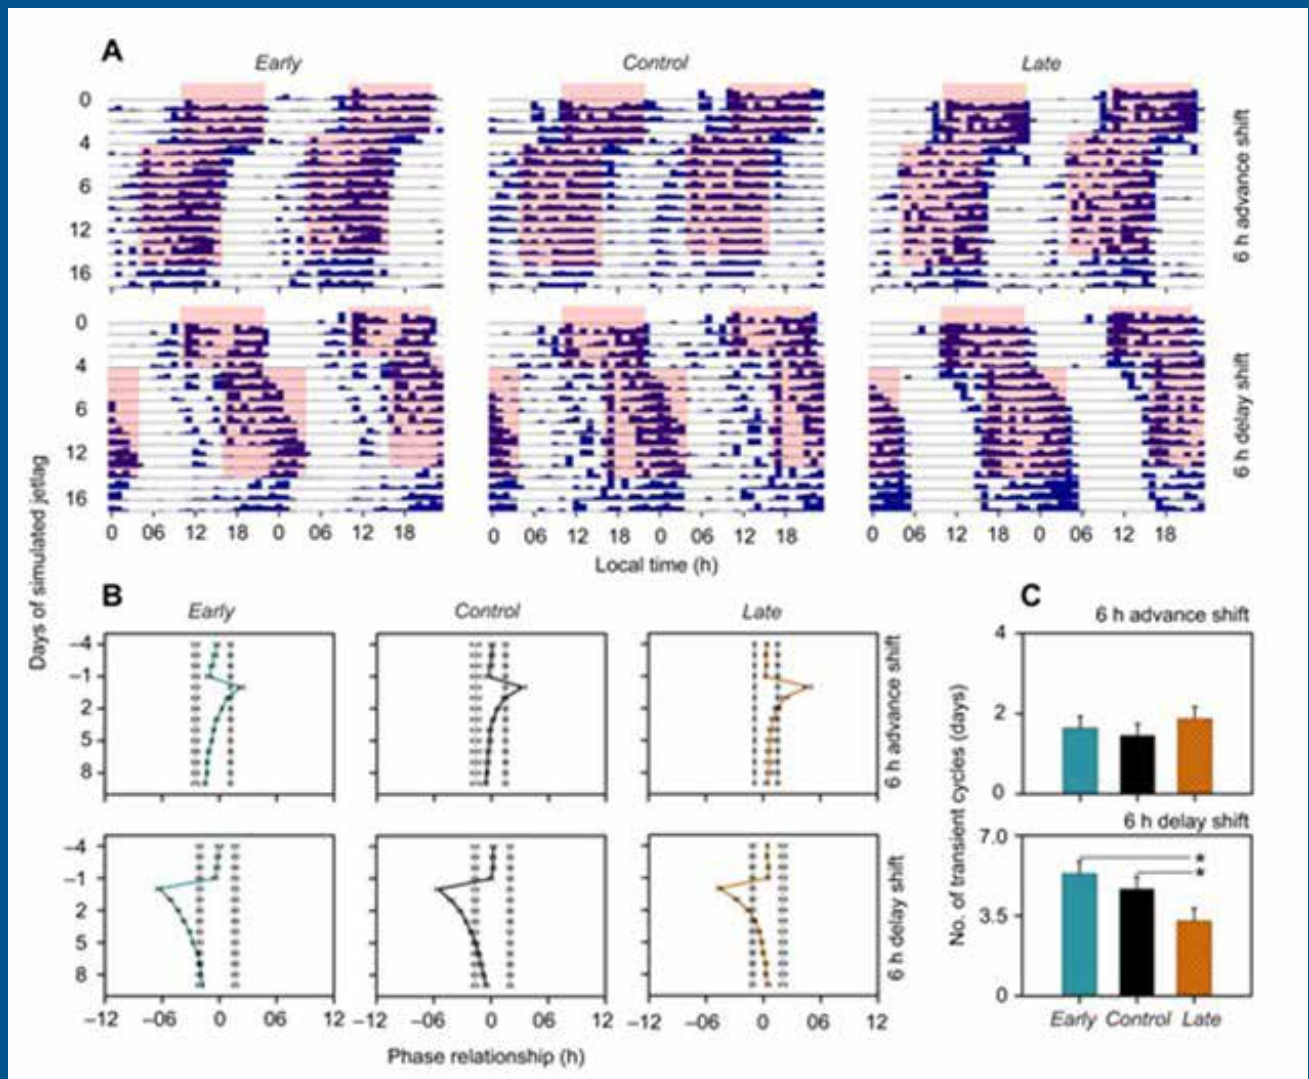 A
Early Control Late
0
4
6
12
16
6 h advance shift
0
4
6
12
16
6 h delay shift
0 06 12 18 0 06 12 18
0 06 12 18 0 06 12 18
0 06 12 18 0 06 12 18
Local time (h)
Days of simulated jetlag
B
Early Control Late
−4
−1
2
5
8
6 h advance shift
−4
−1
2
5
8
6 h delay shift
−12 −06 0 06 12
−12 −06 0 06 12
−12 −06 0 06 12
Phase relationship (h)
C
6 h advance shift
4
2
0
6 h delay shift
7.0
3.5
0
* 
*
No. of transient cycles (days)
Early Control Late